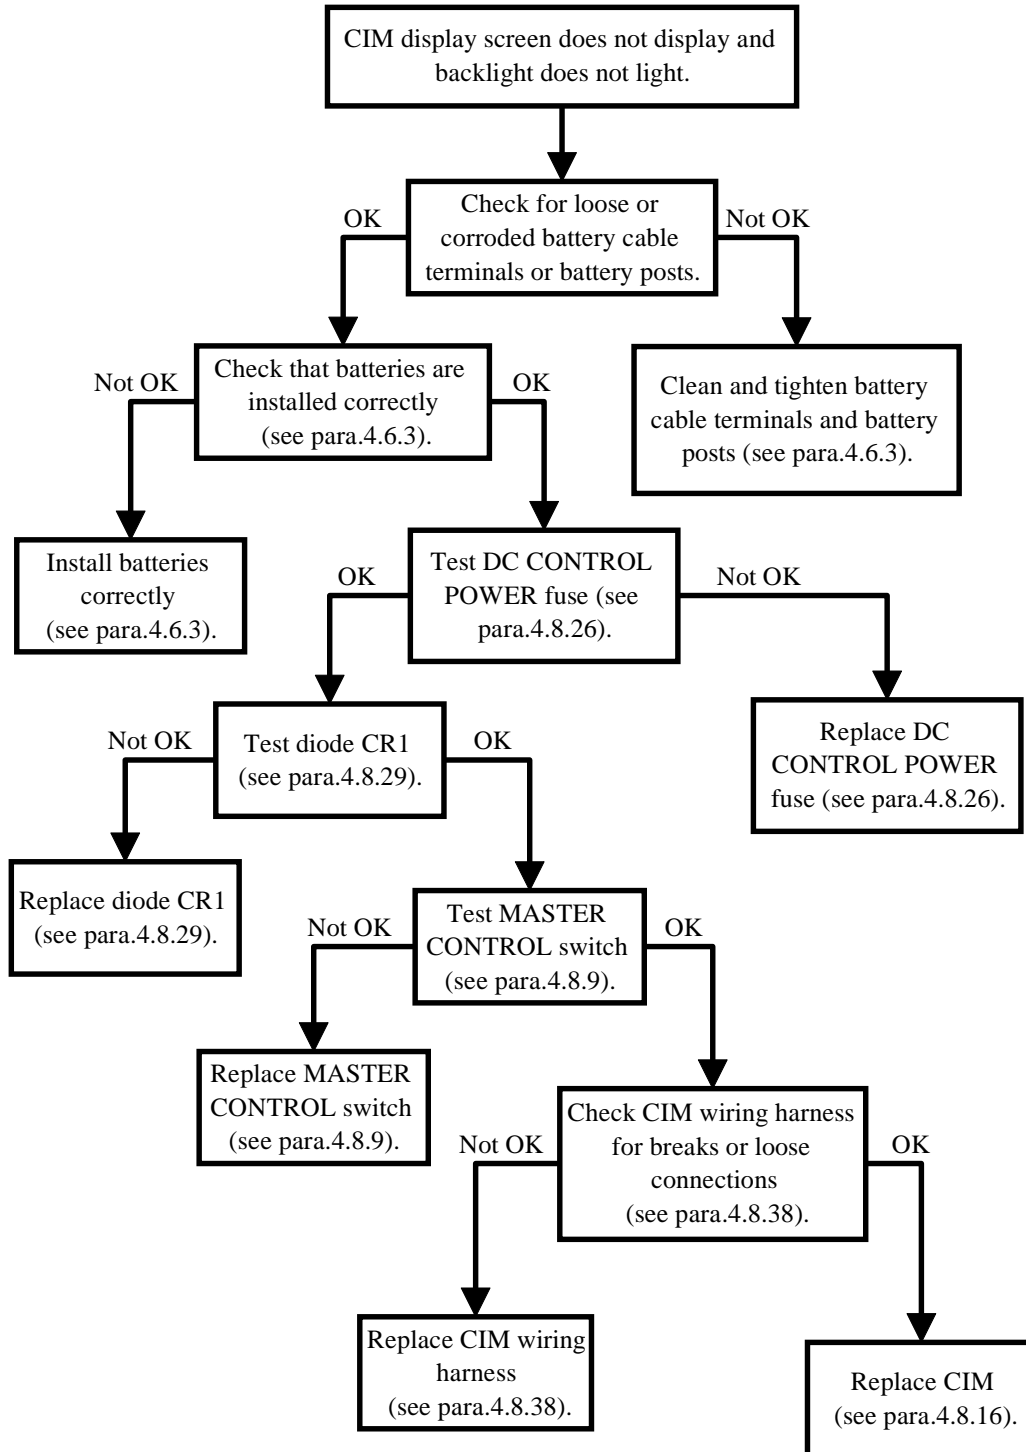 CIM display screen does not display and
backlight does not light.
OK
Check for loose or
corroded battery cable
terminals or battery posts.
Not OK
Not OK
Check that batteries are
installed correctly
(see para.4.6.3).
OK
Clean and tighten battery
cable terminals and battery
posts (see para.4.6.3).
Install batteries
correctly
(see para.4.6.3).
OK
Test DC CONTROL
POWER fuse (see
para.4.8.26).
Not OK
Not OK
Test diode CR1
(see para.4.8.29).
OK
Replace DC
CONTROL POWER
fuse (see para.4.8.26).
Replace diode CR1
(see para.4.8.29).
Not OK
Test MASTER
CONTROL switch
(see para.4.8.9).
OK
Replace MASTER
CONTROL switch
(see para.4.8.9).
Not OK
Check CIM wiring harness
for breaks or loose
connections
(see para.4.8.38).
OK
Replace CIM wiring
harness
(see para.4.8.38).
Replace CIM
(see para.4.8.16).